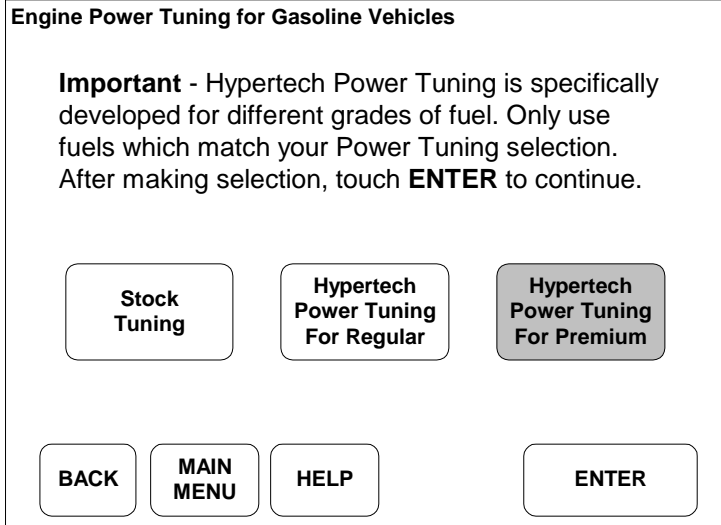 Engine Power Tuning for Gasoline Vehicles
Important - Hypertech Power Tuning is specifically
developed for different grades of fuel. Only use
fuels which match your Power Tuning selection.
After making selection, touch ENTER to continue.
Stock
Tuning
Hypertech
Power Tuning
For Regular
Hypertech
Power Tuning
For Premium
BACK
MAIN
MENU
HELP
ENTER